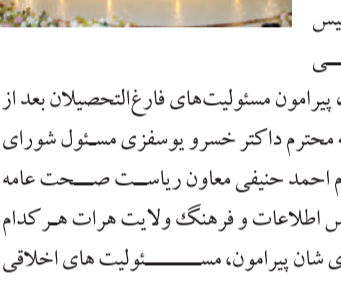 یس
ی
، پیرامون مسئولیت‌های فارغ‌التحصیلان بعد از
محترم داکتر خسرو یوسفزی مسئول شورای
احمد حنیفی معاون ریاست صحت عامه
س اطلاعات و فرهنگ ولایت هرات هر کدام
ی شان پیرامون، مسئولیت های اخلاقی